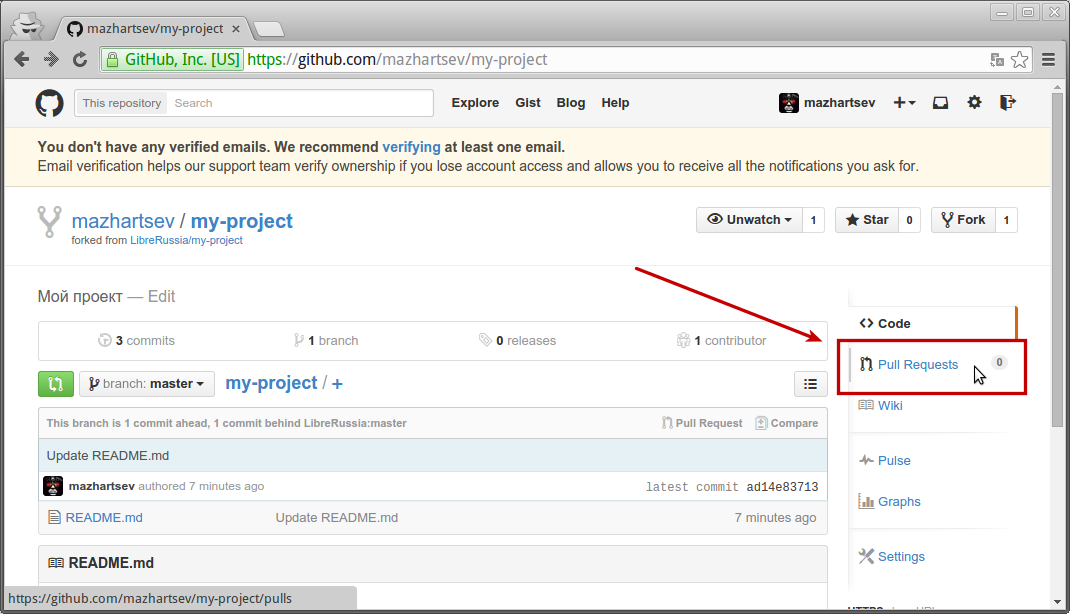 mazhartsev/my-project
GitHub, Inc. [US] https://github.com/mazhartsev/my-project
This repository Search Explore Gist Blog Help mazhartsev
You don't have any verified emails. We recommend verifying at least one email.
Email verification helps our support team verify ownership if you lose account access and allows you to receive all the notifications you ask for.
mazhartsev / my-project Unwatch 1 Star 0 Fork 1
forked from LibreRussia/my-project
Мой проект — Edit
Code
3 commits 1 branch 0 releases 1 contributor
Pull Requests 0
branch: master my-project / +
Wiki
This branch is 1 commit ahead, 1 commit behind LibreRussia:master Pull Request Compare
Update README.md
Pulse
mazhartsev authored 7 minutes ago latest commit ad14e83713
Graphs
README.md Update README.md 7 minutes ago
Settings
README.md
https://github.com/mazhartsev/my-project/pulls